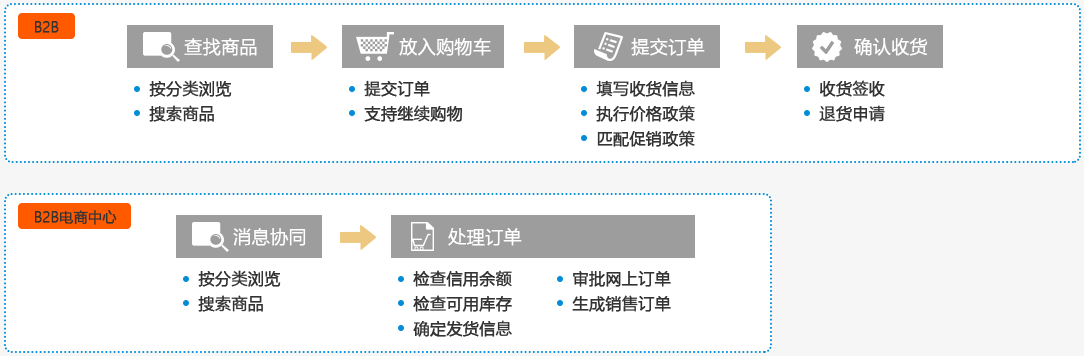 B2B
查找商品 放入购物车 提交订单 确认收货
按分类浏览 提交订单 填写收货信息 收货签收
搜索商品 支持继续购物 执行价格政策 退货申请
匹配促销政策
B2B电商中心
消息协同 处理订单
按分类浏览 检查信用余额 审批网上订单
搜索商品 检查可用库存 生成销售订单
确定发货信息